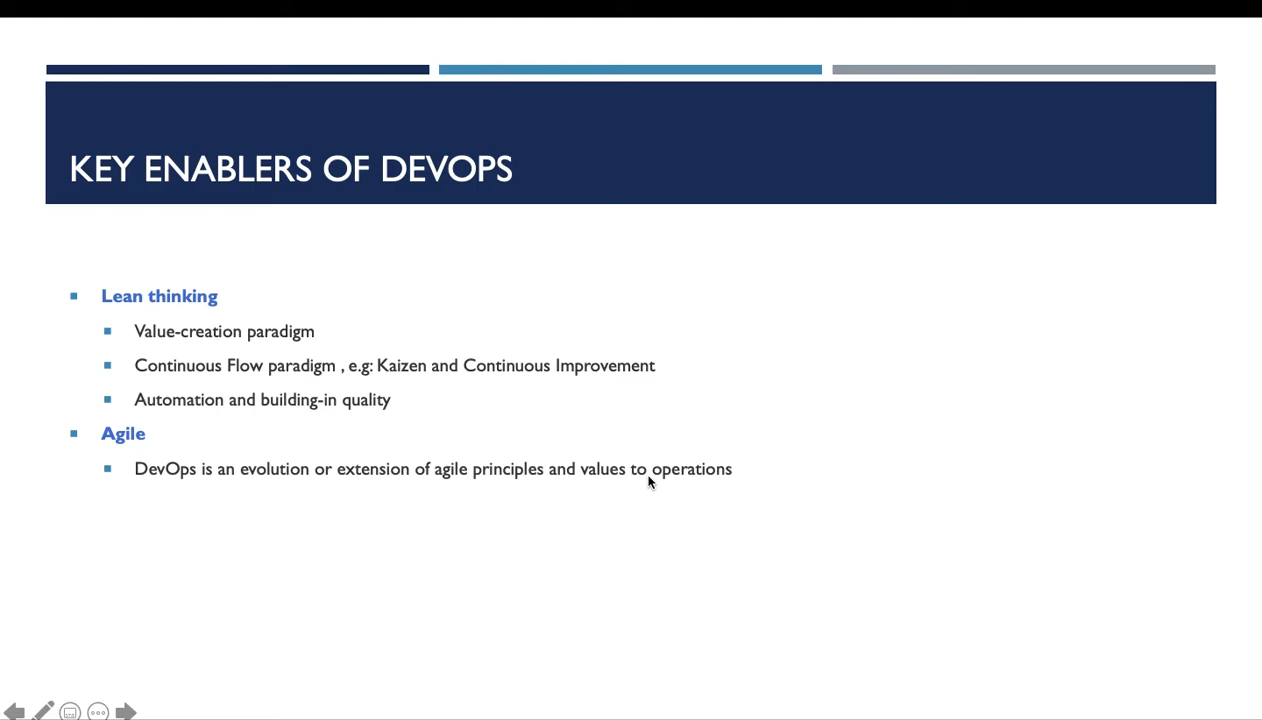 KEY ENABLERS OF DEVOPS
Lean thinking
Value-creation paradigm
Continuous Flow paradigm , e.g: Kaizen and Continuous Improvement
Automation and building-in quality
Agile
DevOps is an evolution or extension of agile principles and values to operations